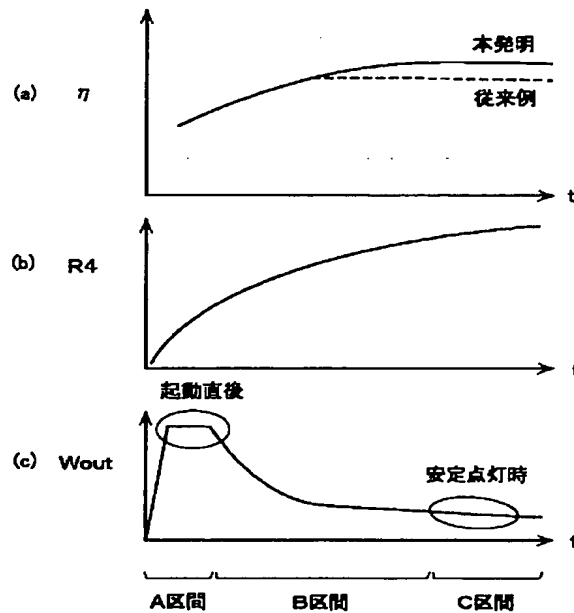 本発明
(a) η
従来例
t
(b) R4
t
起動直後
(c) Wout
安定点灯時
t
A区間 B区間 C区間